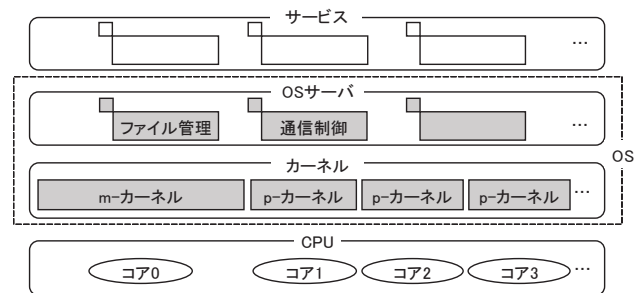 サービス
…
OSサーバ
ファイル管理
通信制御
…
カーネル
OS
m-カーネル
p-カーネル
p-カーネル
p-カーネル
…
CPU
コア0
コア1
コア2
コア3
…